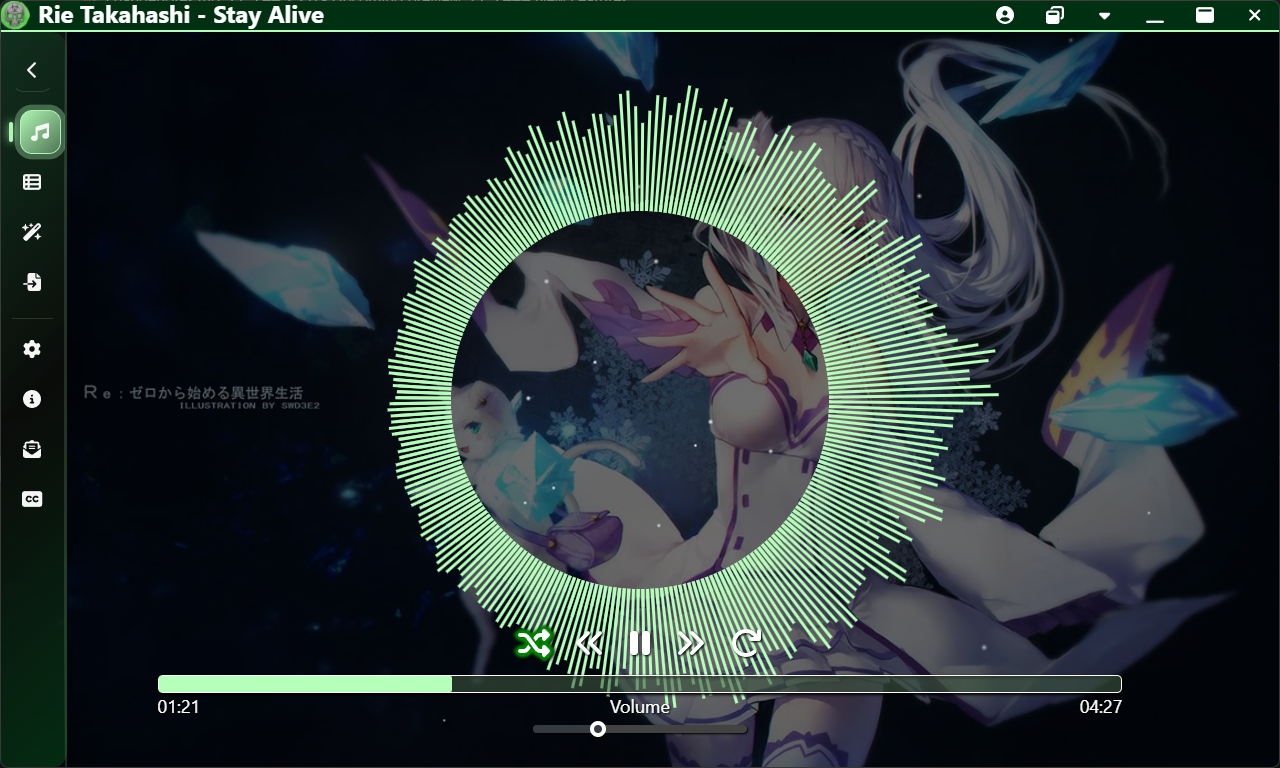 Rie Takahashi - Stay Alive
Re：ゼロから始める異世界生活
ILLUSTRATION BY SWD3E2
CC
01:21
Volume
04:27